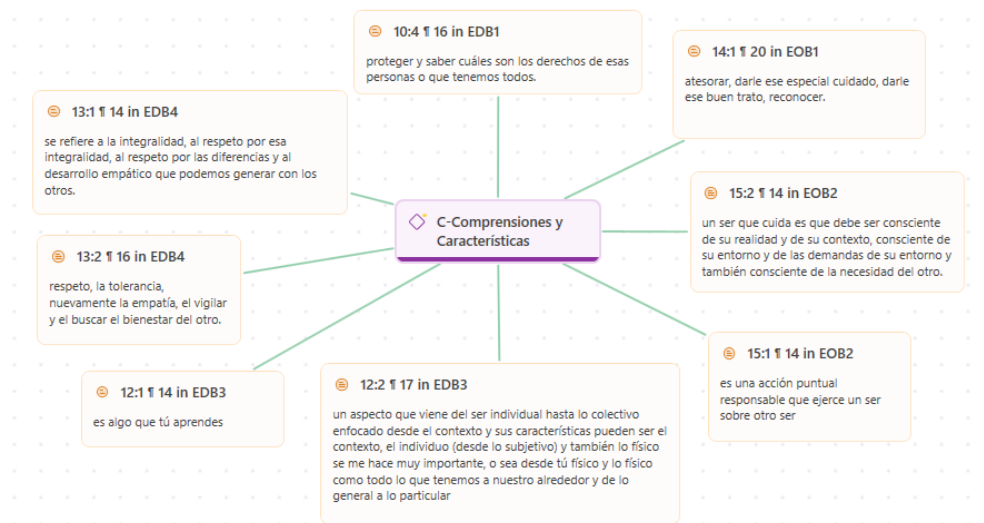 10:4 ¶ 16 in EDB1
proteger y saber cuáles son los derechos de esas
personas o que tenemos todos.
14:1 ¶ 20 in EOB1
atesorar, darle ese especial cuidado, darle
ese buen trato, reconocer.
13:1 ¶ 14 in EDB4
se refiere a la integralidad, al respeto por esa
integralidad, al respeto por las diferencias y al
desarrollo empático que podemos generar con los
otros.
15:2 ¶ 14 in EOB2
un ser que cuida es que debe ser consciente
de su realidad y de su contexto, consciente de
su entorno y de las demandas de su entorno y
también consciente de la necesidad del otro.
C-Comprensiones y
Características
13:2 ¶ 16 in EDB4
respeto, la tolerancia,
nuevamente la empatía, el vigilar
y el buscar el bienestar del otro.
15:1 ¶ 14 in EOB2
es una acción puntual
responsable que ejerce un ser
sobre otro ser
12:1 ¶ 14 in EDB3
es algo que tú aprendes
12:2 ¶ 17 in EDB3
un aspecto que viene del ser individual hasta lo colectivo
enfocado desde el contexto y sus características pueden ser el
contexto, el individuo (desde lo subjetivo) y también lo físico
se me hace muy importante, o sea desde tú físico y lo físico
como todo lo que tenemos a nuestro alrededor y de lo
general a lo particular